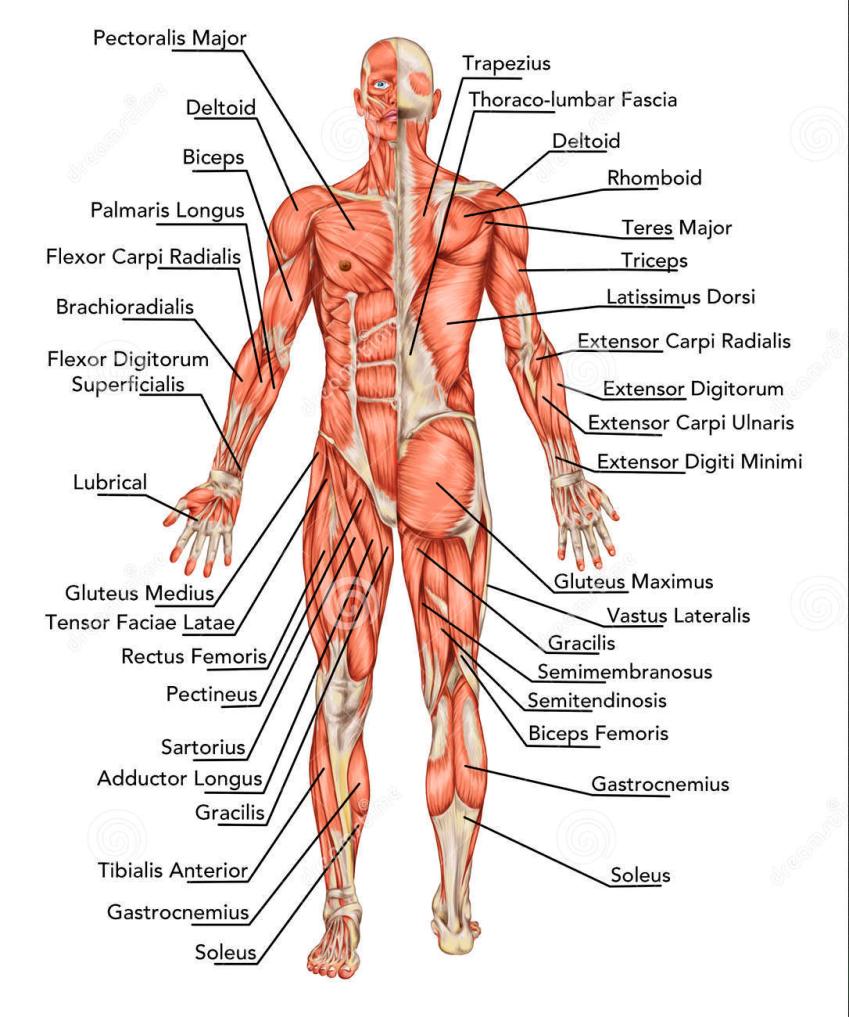 Pectoralis Major
Deltoid
Biceps
Palmaris Longus
Flexor Carpi Radialis
Brachioradialis
Flexor Digitorum
Superficialis
Lubrical
Gluteus Medius
Tensor Faciae Latae
Rectus Femoris
Pectineus
Sartorius
Adductor Longus
Gracilis
Tibialis Anterior
Gastrocnemius
Soleus
Trapezius
Thoraco-lumbar Fascia
Deltoid
Rhomboid
Teres Major
Triceps
Latissimus Dorsi
Extensor Carpi Radialis
Extensor Digitorum
Extensor Carpi Ulnaris
Extensor Digiti Minimi
Gluteus Maximus
Vastus Lateralis
Gracilis
Semimembranosus
Semitendinosis
Biceps Femoris
Gastrocnemius
Soleus